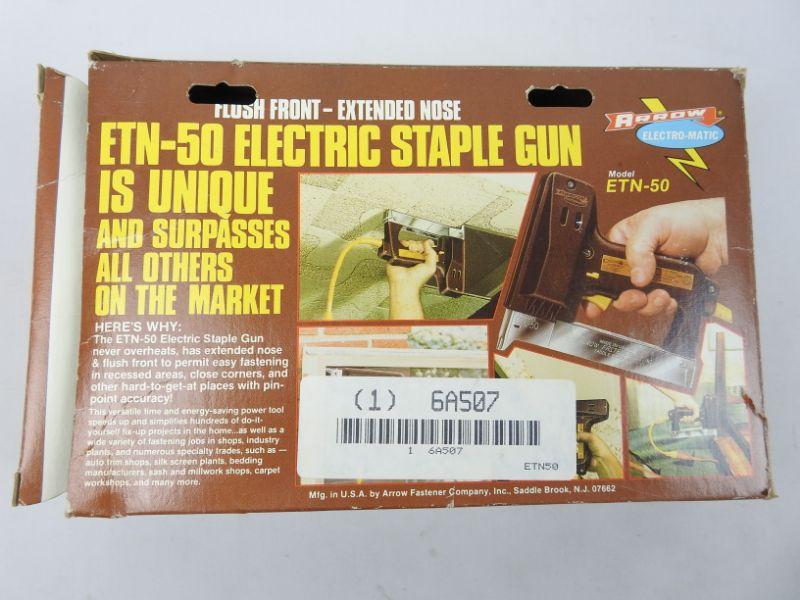 FLUSH FRONT - EXTENDED NOSE
ETN-50 ELECTRIC STAPLE GUN
IS UNIQUE
AND SURPASSES
ALL OTHERS
ON THE MARKET
HERE'S WHY:
The ETN-50 Electric Staple Gun
never overheats, has extended nose
& flush front to permit easy fastening
in recessed areas, close corners, and
other hard-to-get-at places with pin-
point accuracy!
This versatile time and energy-saving power tool
speeds up and simplifies hundreds of do-it-
yourself fix-up projects in the home...as well as a
wide variety of fastening jobs in shops, industry
plants, and numerous specialty trades, such as —
auto trim shops, silk screen plants, bedding
manufacturers, sash and millwork shops, carpet
workshops, and many more.
ARROW
ELECTRO-MATIC
Model
ETN-50
(1) 6A507
1 6A507
ETN50
Mfg. in U.S.A. by Arrow Fastener Company, Inc., Saddle Brook, N.J. 07662